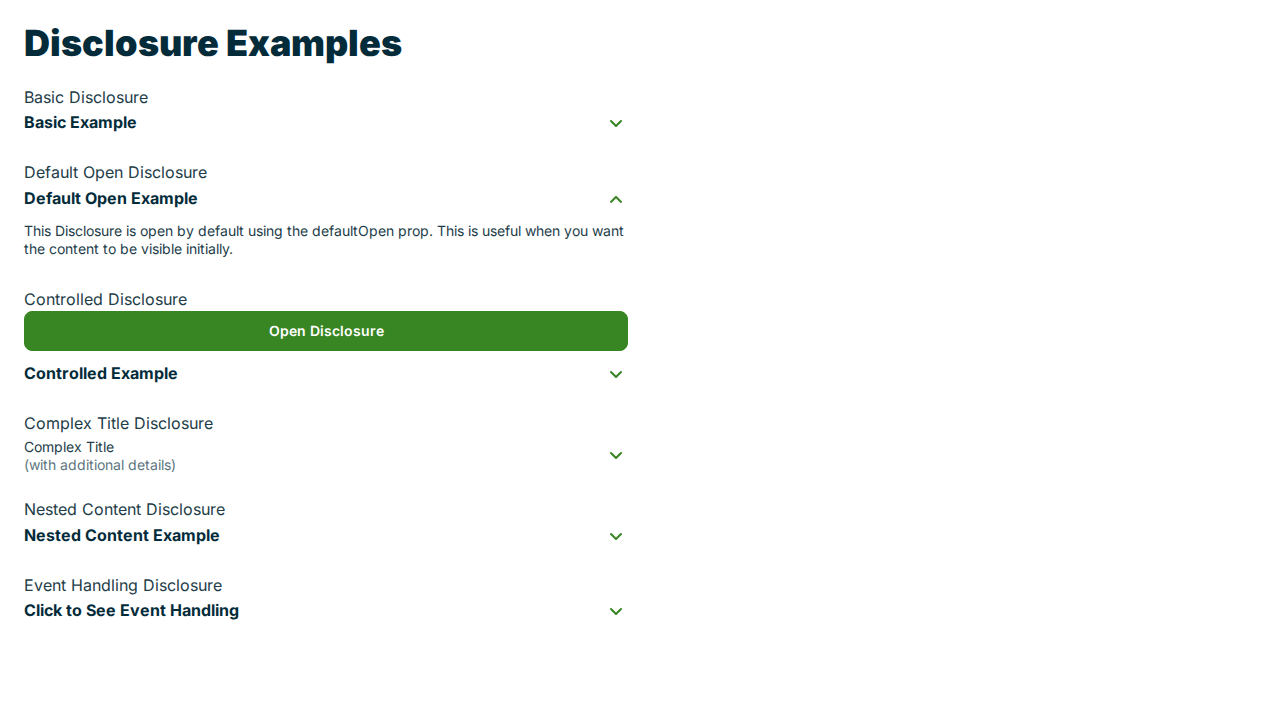 Disclosure Examples
Basic Disclosure
Basic Example
Default Open Disclosure
Default Open Example
This Disclosure is open by default using the defaultOpen prop. This is useful when you want
the content to be visible initially.
Controlled Disclosure
Open Disclosure
Controlled Example
Complex Title Disclosure
Complex Title
(with additional details)
Nested Content Disclosure
Nested Content Example
Event Handling Disclosure
Click to See Event Handling